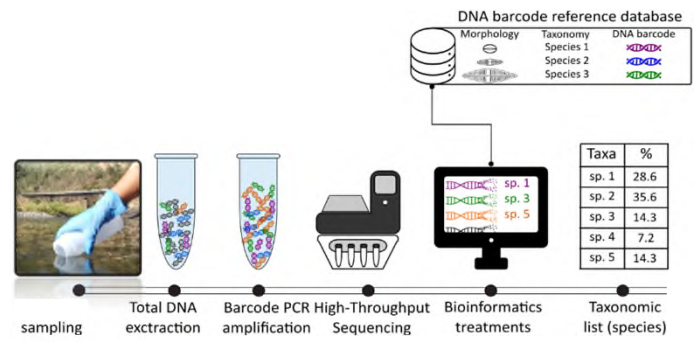 DNA barcode reference database
Morphology Taxonomy DNA barcode
Species 1
Species 2
Species 3
sp. 1
sp. 3
sp. 5
Taxa %
sp. 1 28.6
sp. 2 35.6
sp. 3 14.3
sp. 4 7.2
sp. 5 14.3
sampling
Total DNA
exctraction
Barcode PCR
amplification
High-Throughput
Sequencing
Bioinformatics
treatments
Taxonomic
list (species)